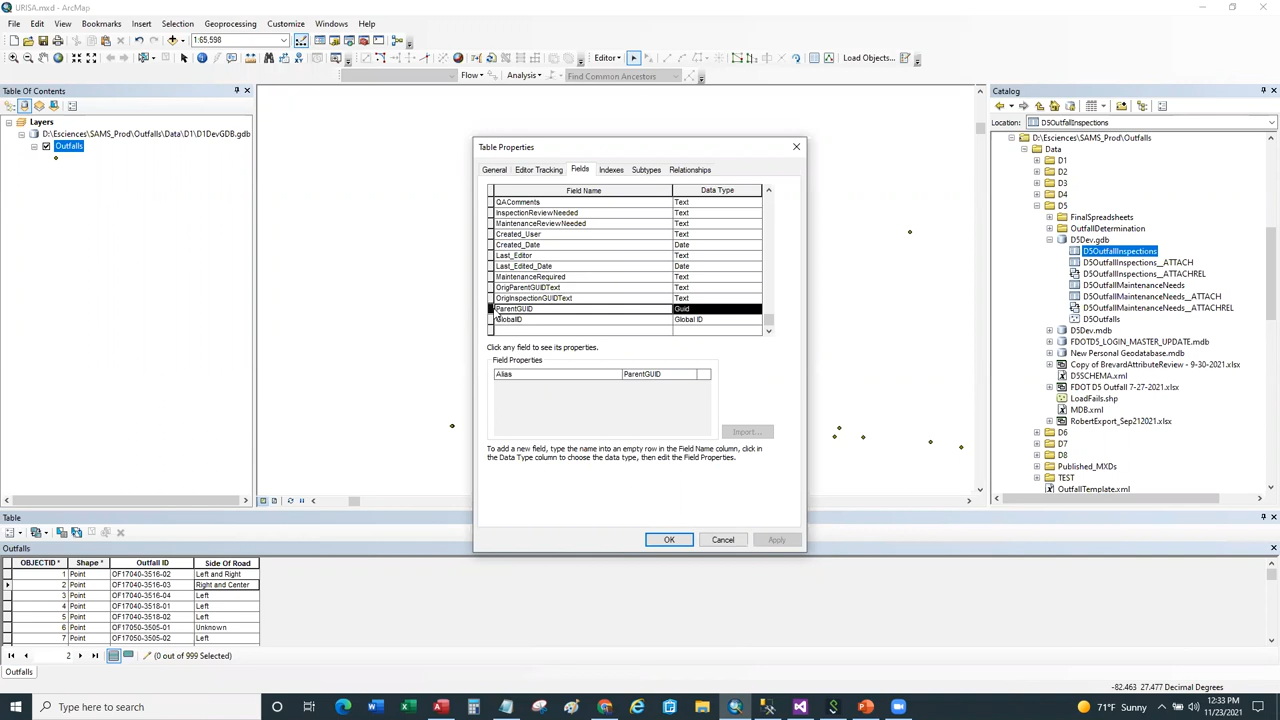 URISA.mxd - ArcMap
File Edit View Bookmarks Insert Selection Geoprocessing Customize Windows Help
1:65,598
Editor Load Objects...
Flow Analysis Find Common Ancestors
Table Of Contents
Layers
D:\Esciences\SAMS_Prod\Outfalls\Data\D1\D1DevGDB.gdb
Outfalls
Table Properties
General Editor Tracking Fields Indexes Subtypes Relationships
Field Name Data Type
QAComments Text
InspectionReviewNeeded Text
MaintenanceReviewNeeded Text
Created_User Text
Created_Date Date
Last_Editor Text
Last_Edited_Date Date
MaintenanceRequired Text
OrigParentGUIDText Text
OrigInspectionGUIDText Text
ParentGUID Guid
GlobalID Global ID
Click any field to see its properties.
Field Properties
Alias ParentGUID
Import...
To add a new field, type the name into an empty row in the Field Name column, click in
the Data Type column to choose the data type, then edit the Field Properties.
OK Cancel Apply
Catalog
Location: D5OutfallInspections
D:\Esciences\SAMS_Prod\Outfalls
Data
D1
D2
D3
D4
D5
FinalSpreadsheets
OutfallDetermination
D5Dev.gdb
D5OutfallInspections
D5OutfallInspections__ATTACH
D5OutfallInspections__ATTACHREL
D5OutfallMaintenanceNeeds
D5OutfallMaintenanceNeeds__ATTACH
D5OutfallMaintenanceNeeds__ATTACHREL
D5Outfalls
D5Dev.mdb
FDOTD5_LOGIN_MASTER_UPDATE.mdb
New Personal Geodatabase.mdb
Copy of BrevardAttributeReview - 9-30-2021.xlsx
D5SCHEMA.xml
FDOT D5 Outfall 7-27-2021.xlsx
LoadFails.shp
MDB.xml
RobertExport_Sep212021.xlsx
D6
D7
D8
Published_MXDs
TEST
OutfallTemplate.xml
Table
Outfalls
OBJECTID * Shape * Outfall ID Side Of Road
1 Point OF17040-3516-02 Left and Right
2 Point OF17040-3516-03 Right and Center
3 Point OF17040-3516-04 Left
4 Point OF17040-3518-01 Left
5 Point OF17040-3518-02 Left
6 Point OF17050-3505-01 Unknown
7 Point OF17050-3505-02 Left
2 (0 out of 999 Selected)
Outfalls
-82.463 27.477 Decimal Degrees
Type here to search
71°F Sunny
12:33 PM
11/23/2021